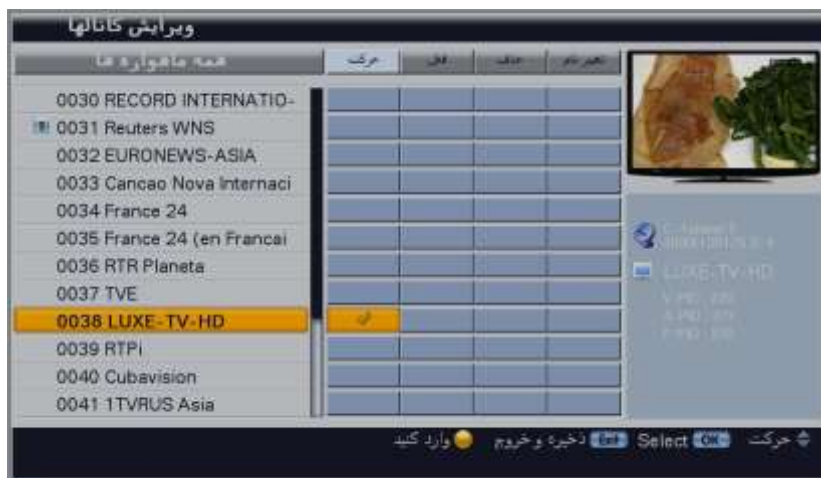 ویرایش کانالها
همه ماهواره ها
حرکت قفل حذف تغییر نام
0030 RECORD INTERNATIO-
0031 Reuters WNS
0032 EURONEWS-ASIA
0033 Cancao Nova Internaci
0034 France 24
0035 France 24 (en Francai
0036 RTR Planeta
0037 TVE
0038 LUXE-TV-HD
0039 RTPi
0040 Cubavision
0041 1TVRUS Asia
LUXE-TV-HD
حرکت Select OK ذخیره و خروج Exit وارد کنید